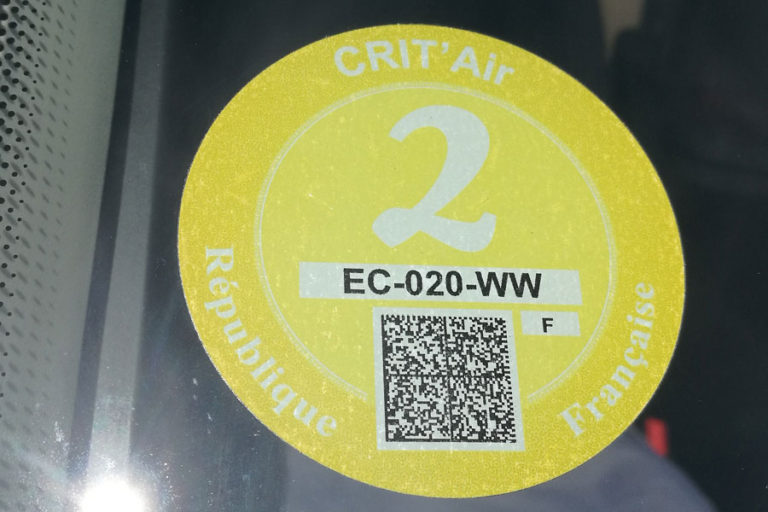 CRIT'Air
2
EC-020-WW
F
République Française